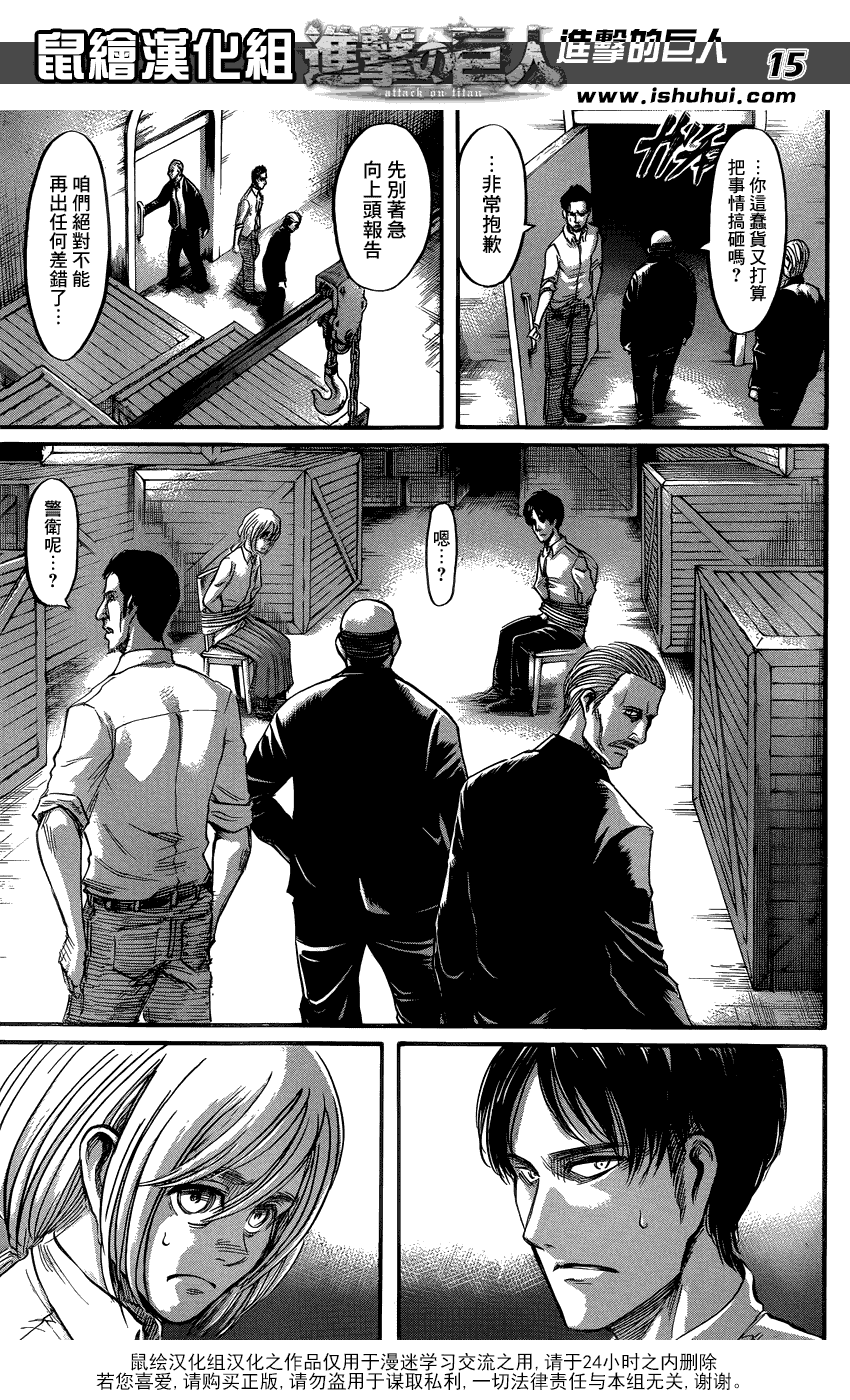 鼠繪漢化組
進撃の巨人
attack on titan
進擊的巨人
15
www.ishuhui.com
…你這蠢貨又打算
把事情搞砸嗎？
…非常抱歉
先別著急
向上頭報告
咱們絕對不能
再出任何差錯了…
嗯…？
警衛呢…？
鼠绘汉化组汉化之作品仅用于漫迷学习交流之用, 请于24小时之内删除
若您喜爱, 请购买正版, 请勿盗用于谋取私利, 一切法律责任与本组无关, 谢谢。